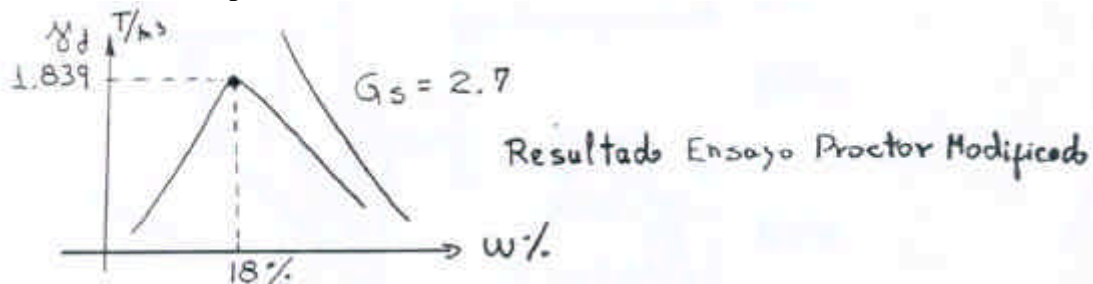 γd T/m3
1.839
Gs = 2.7
Resultado Ensayo Proctor Modificado
w%
18%